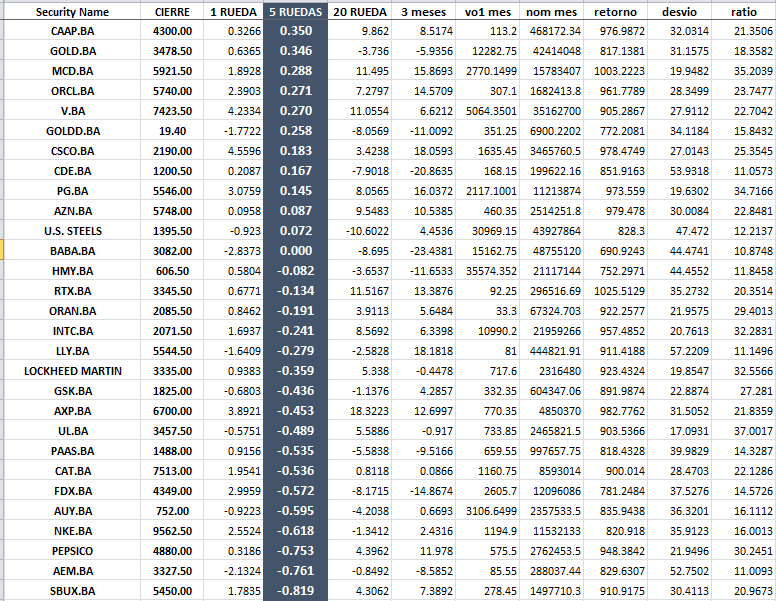 Security Name CIERRE 1 RUEDA 5 RUEDAS 20 RUEDA 3 meses vo1 mes nom mes retorno desvio ratio
CAAP.BA 4300.00 0.3266 0.350 9.862 8.5174 113.2 468172.34 976.9872 32.0314 21.3506
GOLD.BA 3478.50 0.6365 0.346 -3.736 -5.9356 12282.75 42414048 817.1381 31.1575 18.3582
MCD.BA 5921.50 1.8928 0.288 11.495 15.8693 2770.1499 15783407 1003.2223 19.9482 35.2039
ORCL.BA 5740.00 2.3903 0.271 7.2797 14.5709 307.1 1682413.8 961.7789 28.3499 23.7477
V.BA 7423.50 4.2334 0.270 11.0554 6.6212 5064.3501 35162700 905.2867 27.9112 22.7042
GOLDD.BA 19.40 -1.7722 0.258 -8.0569 -11.0092 351.25 6900.2202 772.2081 34.1184 15.8432
CSCO.BA 2190.00 4.5596 0.183 3.4238 18.0593 1635.45 3465760.5 978.4749 27.0143 25.3545
CDE.BA 1200.50 0.2087 0.167 -7.9018 -20.8635 168.15 199622.16 851.9163 53.9318 11.0573
PG.BA 5546.00 3.0759 0.145 8.0565 16.0372 2117.1001 11213874 973.559 19.6302 34.7166
AZN.BA 5748.00 0.0958 0.087 9.5483 10.5385 460.35 2514251.8 979.478 30.0084 22.8481
U.S. STEELS 1395.50 -0.923 0.072 -10.6022 4.4536 30969.15 43927864 828.3 47.472 12.2137
BABA.BA 3082.00 -2.8373 0.000 -8.695 -23.4381 15162.75 48755120 690.9243 44.4741 10.8748
HMY.BA 606.50 0.5804 -0.082 -3.6537 -11.6533 35574.352 21117144 752.2971 44.4552 11.8458
RTX.BA 3345.50 0.6771 -0.134 11.5167 13.3876 92.25 296516.69 1025.5129 35.2732 20.3514
ORAN.BA 2085.50 0.8462 -0.191 3.9113 5.6484 33.3 67324.703 922.2577 21.9575 29.4013
INTC.BA 2071.50 1.6937 -0.241 8.5692 6.3398 10990.2 21959266 957.4852 20.7613 32.2831
LLY.BA 5544.50 -1.6409 -0.279 -2.5828 18.1818 81 444821.91 911.4188 57.2209 11.1496
LOCKHEED MARTIN 3335.00 0.9383 -0.359 5.338 -0.4478 717.6 2316480 923.4324 19.8547 32.5566
GSK.BA 1825.00 -0.6803 -0.436 -1.1376 4.2857 332.35 604347.06 891.9874 22.8874 27.281
AXP.BA 6700.00 3.8921 -0.453 18.3223 12.6997 770.35 4850370 982.7762 31.5052 21.8359
UL.BA 3457.50 -0.5751 -0.489 5.5886 -0.917 733.85 2465821.5 903.5366 17.0931 37.0017
PAAS.BA 1488.00 0.9156 -0.535 -5.5838 -9.5166 659.55 997657.75 818.4328 39.9829 14.3287
CAT.BA 7513.00 1.9541 -0.536 0.8118 0.0866 1160.75 8593014 900.014 28.4703 22.1286
FDX.BA 4349.00 2.9959 -0.572 -8.1715 -14.8674 2605.7 12096086 781.2484 37.5276 14.5726
AUY.BA 752.00 -0.9223 -0.595 -4.2038 0.6693 3106.6499 2357533.5 835.9438 36.3201 16.1112
NKE.BA 9562.50 2.5524 -0.618 -1.3412 2.4316 1194.9 11532133 820.918 35.9123 16.0013
PEPSICO 4880.00 0.3186 -0.753 4.3962 11.978 575.5 2762453.5 948.3842 21.9496 30.2451
AEM.BA 3327.50 -2.1324 -0.761 -0.8492 -8.5852 85.55 288037.44 829.6307 52.7502 11.0093
SBUX.BA 5450.00 1.7835 -0.819 4.3062 7.3892 278.45 1497710.3 910.9175 30.4113 20.9673